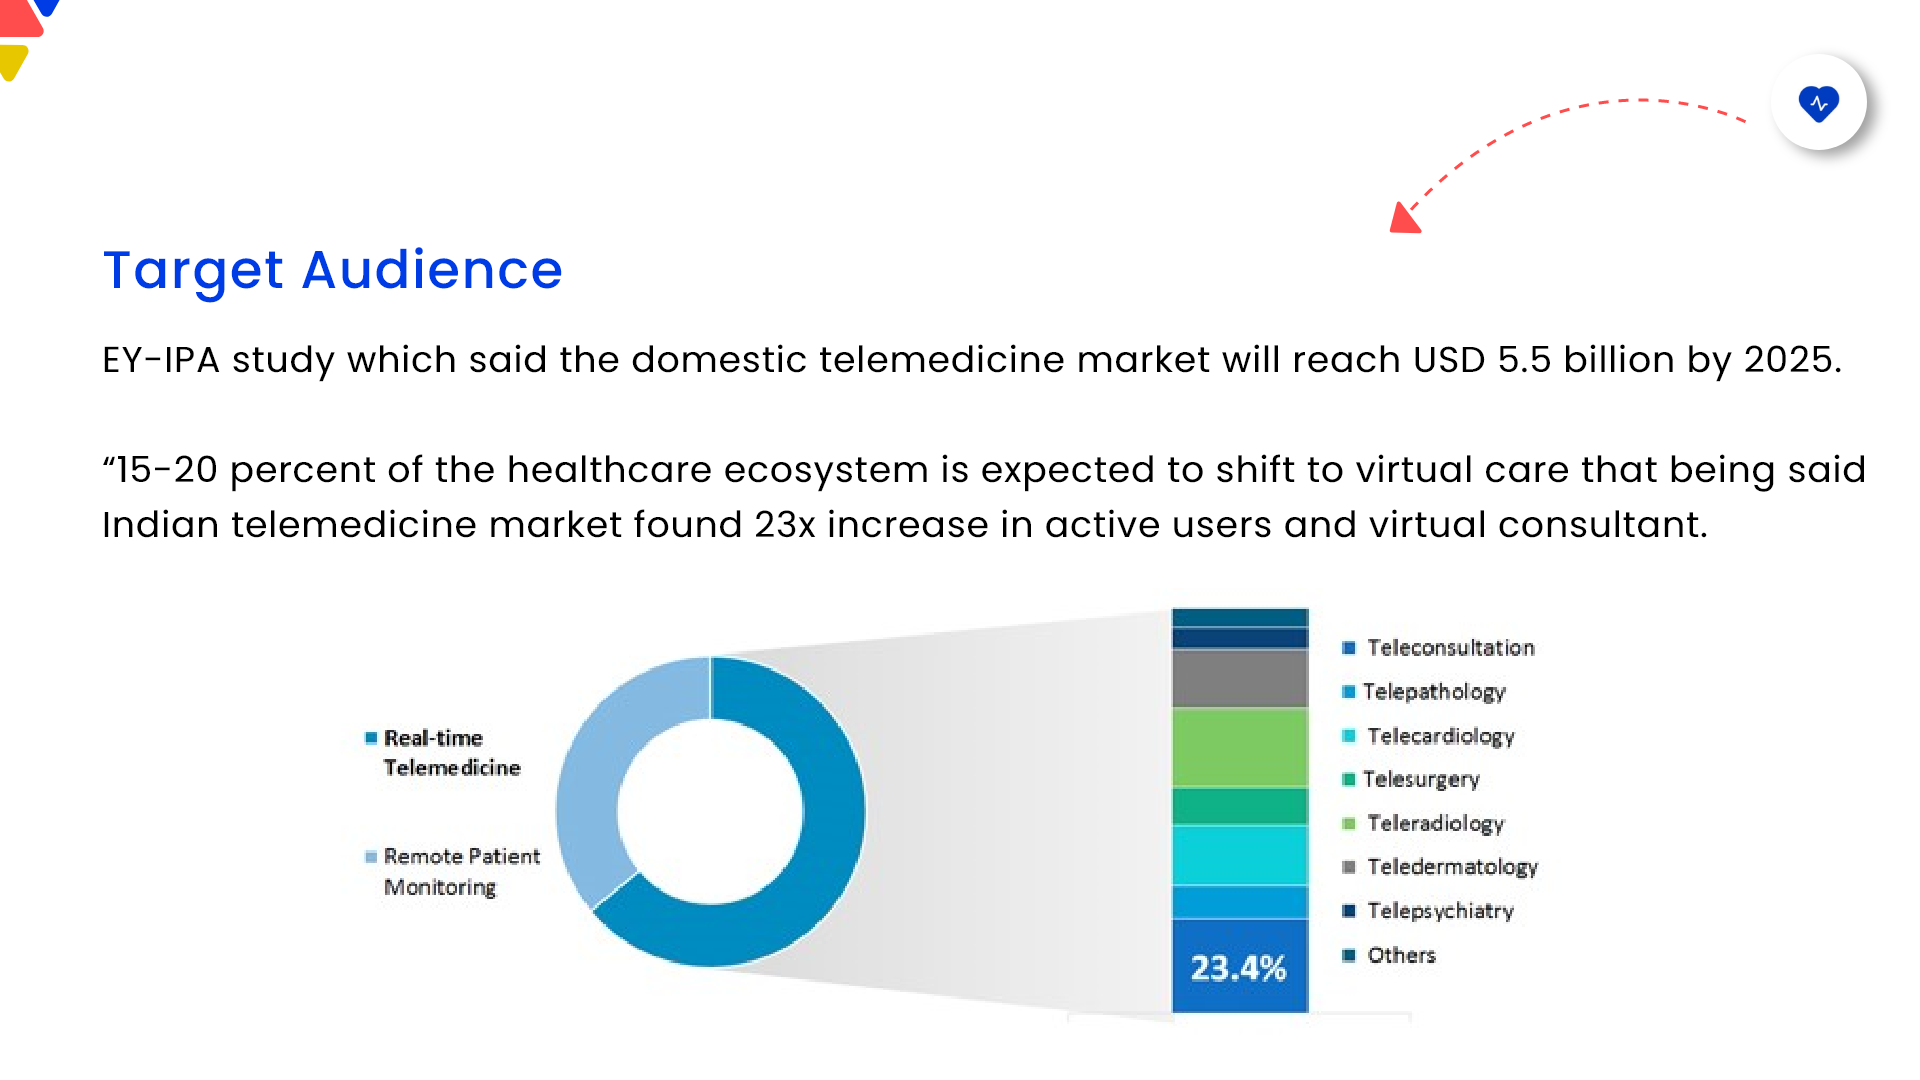 Target Audience
EY-IPA study which said the domestic telemedicine market will reach USD 5.5 billion by 2025.
“15-20 percent of the healthcare ecosystem is expected to shift to virtual care that being said
Indian telemedicine market found 23x increase in active users and virtual consultant.
Real-time
Telemedicine
Remote Patient
Monitoring
23.4%
Teleconsultation
Telepathology
Telecardiology
Telesurgery
Teleradiology
Teledermatology
Telepsychiatry
Others